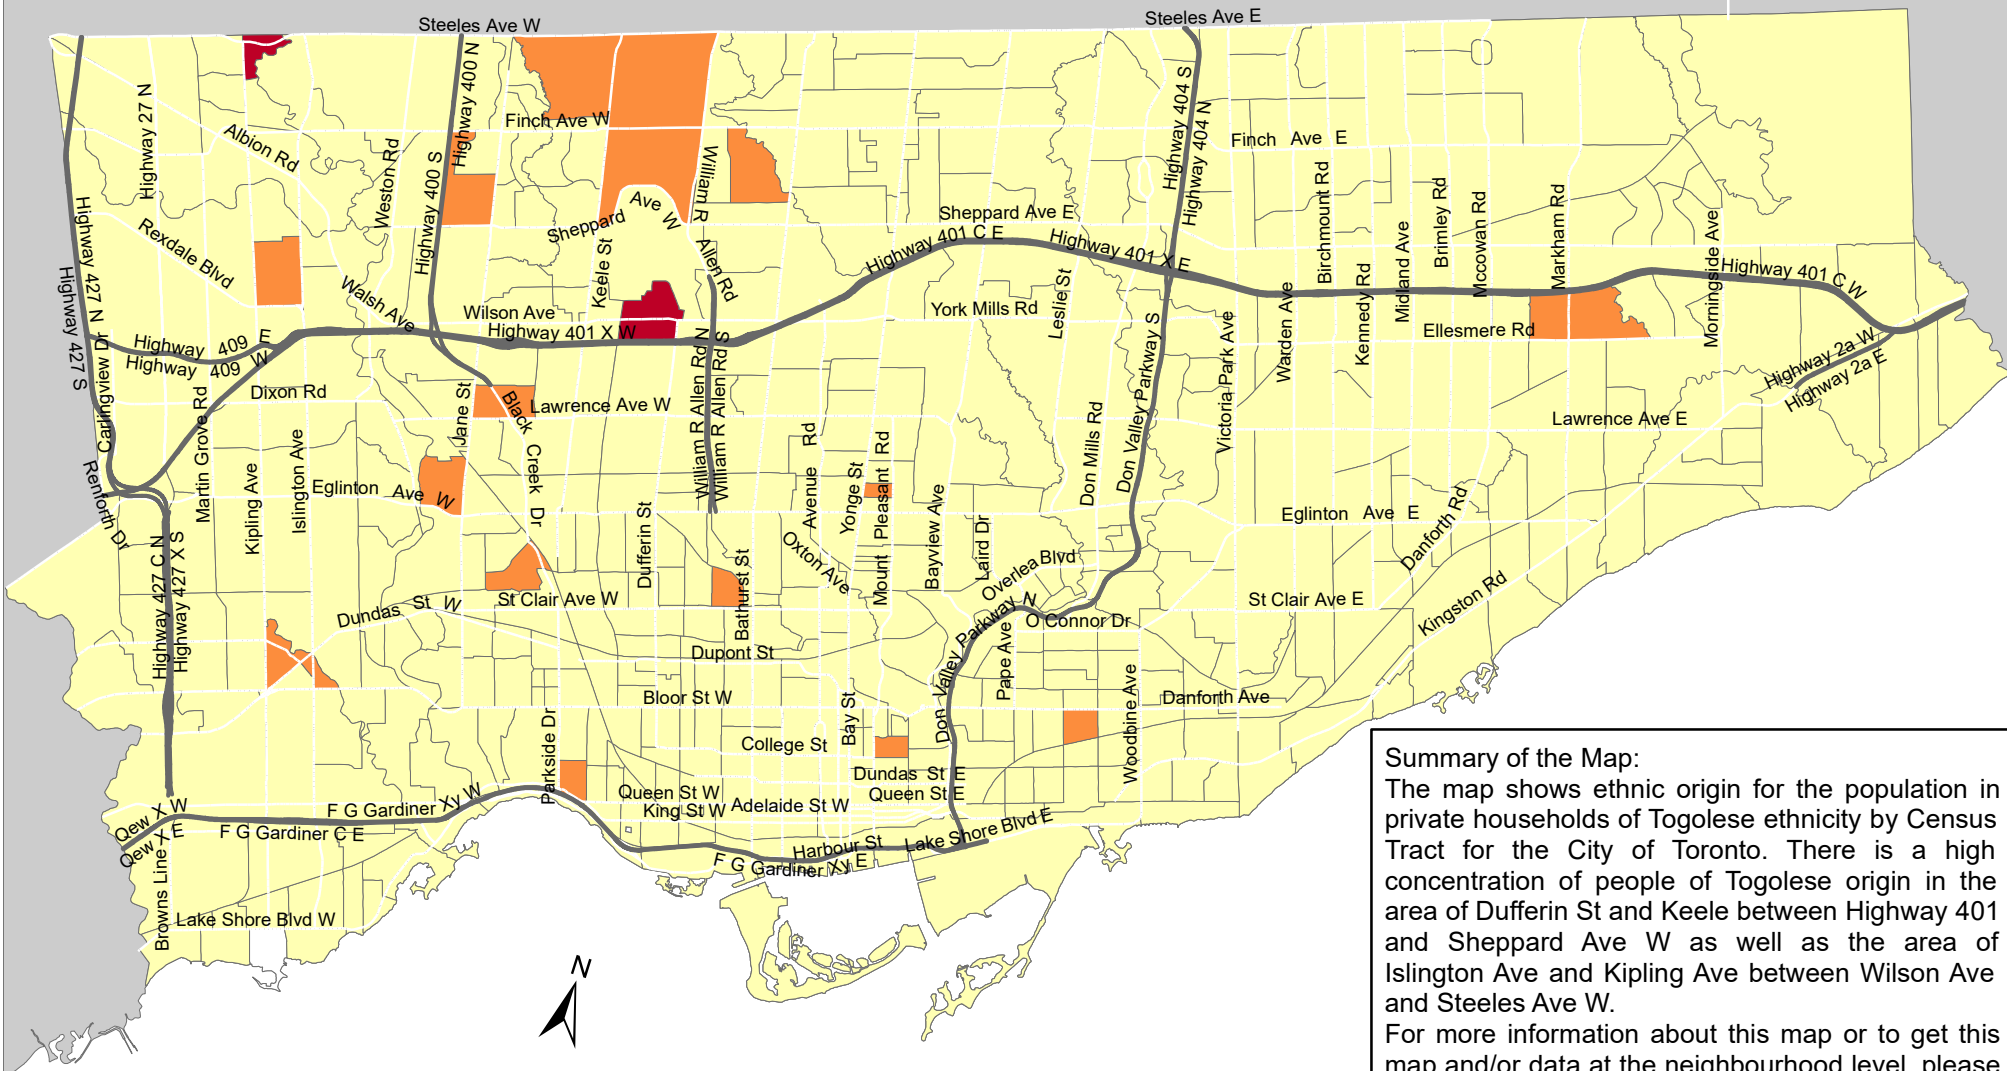 Steeles Ave W
Steeles Ave E
Highway 27 N
Albion Rd
Weston Rd
Highway 400 N
Highway 400 S
Finch Ave W
William R
Allen Rd
Highway 404 S
Highway 404 N
Finch Ave E
Birchmount Rd
Midland Ave
Brimley Rd
Mccowan Rd
Markham Rd
Morningside Ave
Highway 427 N
Highway 427 S
Rexdale Blvd
Walsh Ave
Sheppard Ave W
Keele St
Sheppard Ave E
Highway 401 C E
Highway 401 X E
Highway 401 C W
Wilson Ave
Highway 401 X W
York Mills Rd
Leslie St
Ellesmere Rd
Kennedy Rd
Warden Ave
Victoria Park Ave
Highway 2a W
Highway 2a E
Highway 409 E
Highway 409 W
Carlingview Dr
Dixon Rd
Martin Grove Rd
Jane St
Black Creek Dr
Lawrence Ave W
William R Allen Rd N
William R Allen Rd S
Don Valley Parkway S
Don Mills Rd
Lawrence Ave E
Renforth Dr
Kipling Ave
Islington Ave
Eglinton Ave W
Dufferin St
Avenue Rd
Yonge St
Mount Pleasant Rd
Bayview Ave
Laird Dr
Eglinton Ave E
Danforth Rd
Highway 427 C N
Highway 427 X S
Oxton Ave
Overlea Blvd
Bathurst St
Dundas St W
St Clair Ave W
St Clair Ave E
Kingston Rd
O Connor Dr
Don Valley Parkway N
Pape Ave
Dupont St
Bloor St W
Bay St
Woodbine Ave
Danforth Ave
Parkside Dr
College St
Dundas St E
Queen St E
Queen St W
King St W
Adelaide St W
Qew X W
Qew X E
F G Gardiner Xy W
F G Gardiner C E
Harbour St
Lake Shore Blvd E
F G Gardiner Xy E
Browns Line
Lake Shore Blvd W
N
Summary of the Map:
The map shows ethnic origin for the population in
private households of Togolese ethnicity by Census
Tract for the City of Toronto. There is a high
concentration of people of Togolese origin in the
area of Dufferin St and Keele between Highway 401
and Sheppard Ave W as well as the area of
Islington Ave and Kipling Ave between Wilson Ave
and Steeles Ave W.
For more information about this map or to get this
map and/or data at the neighbourhood level, please